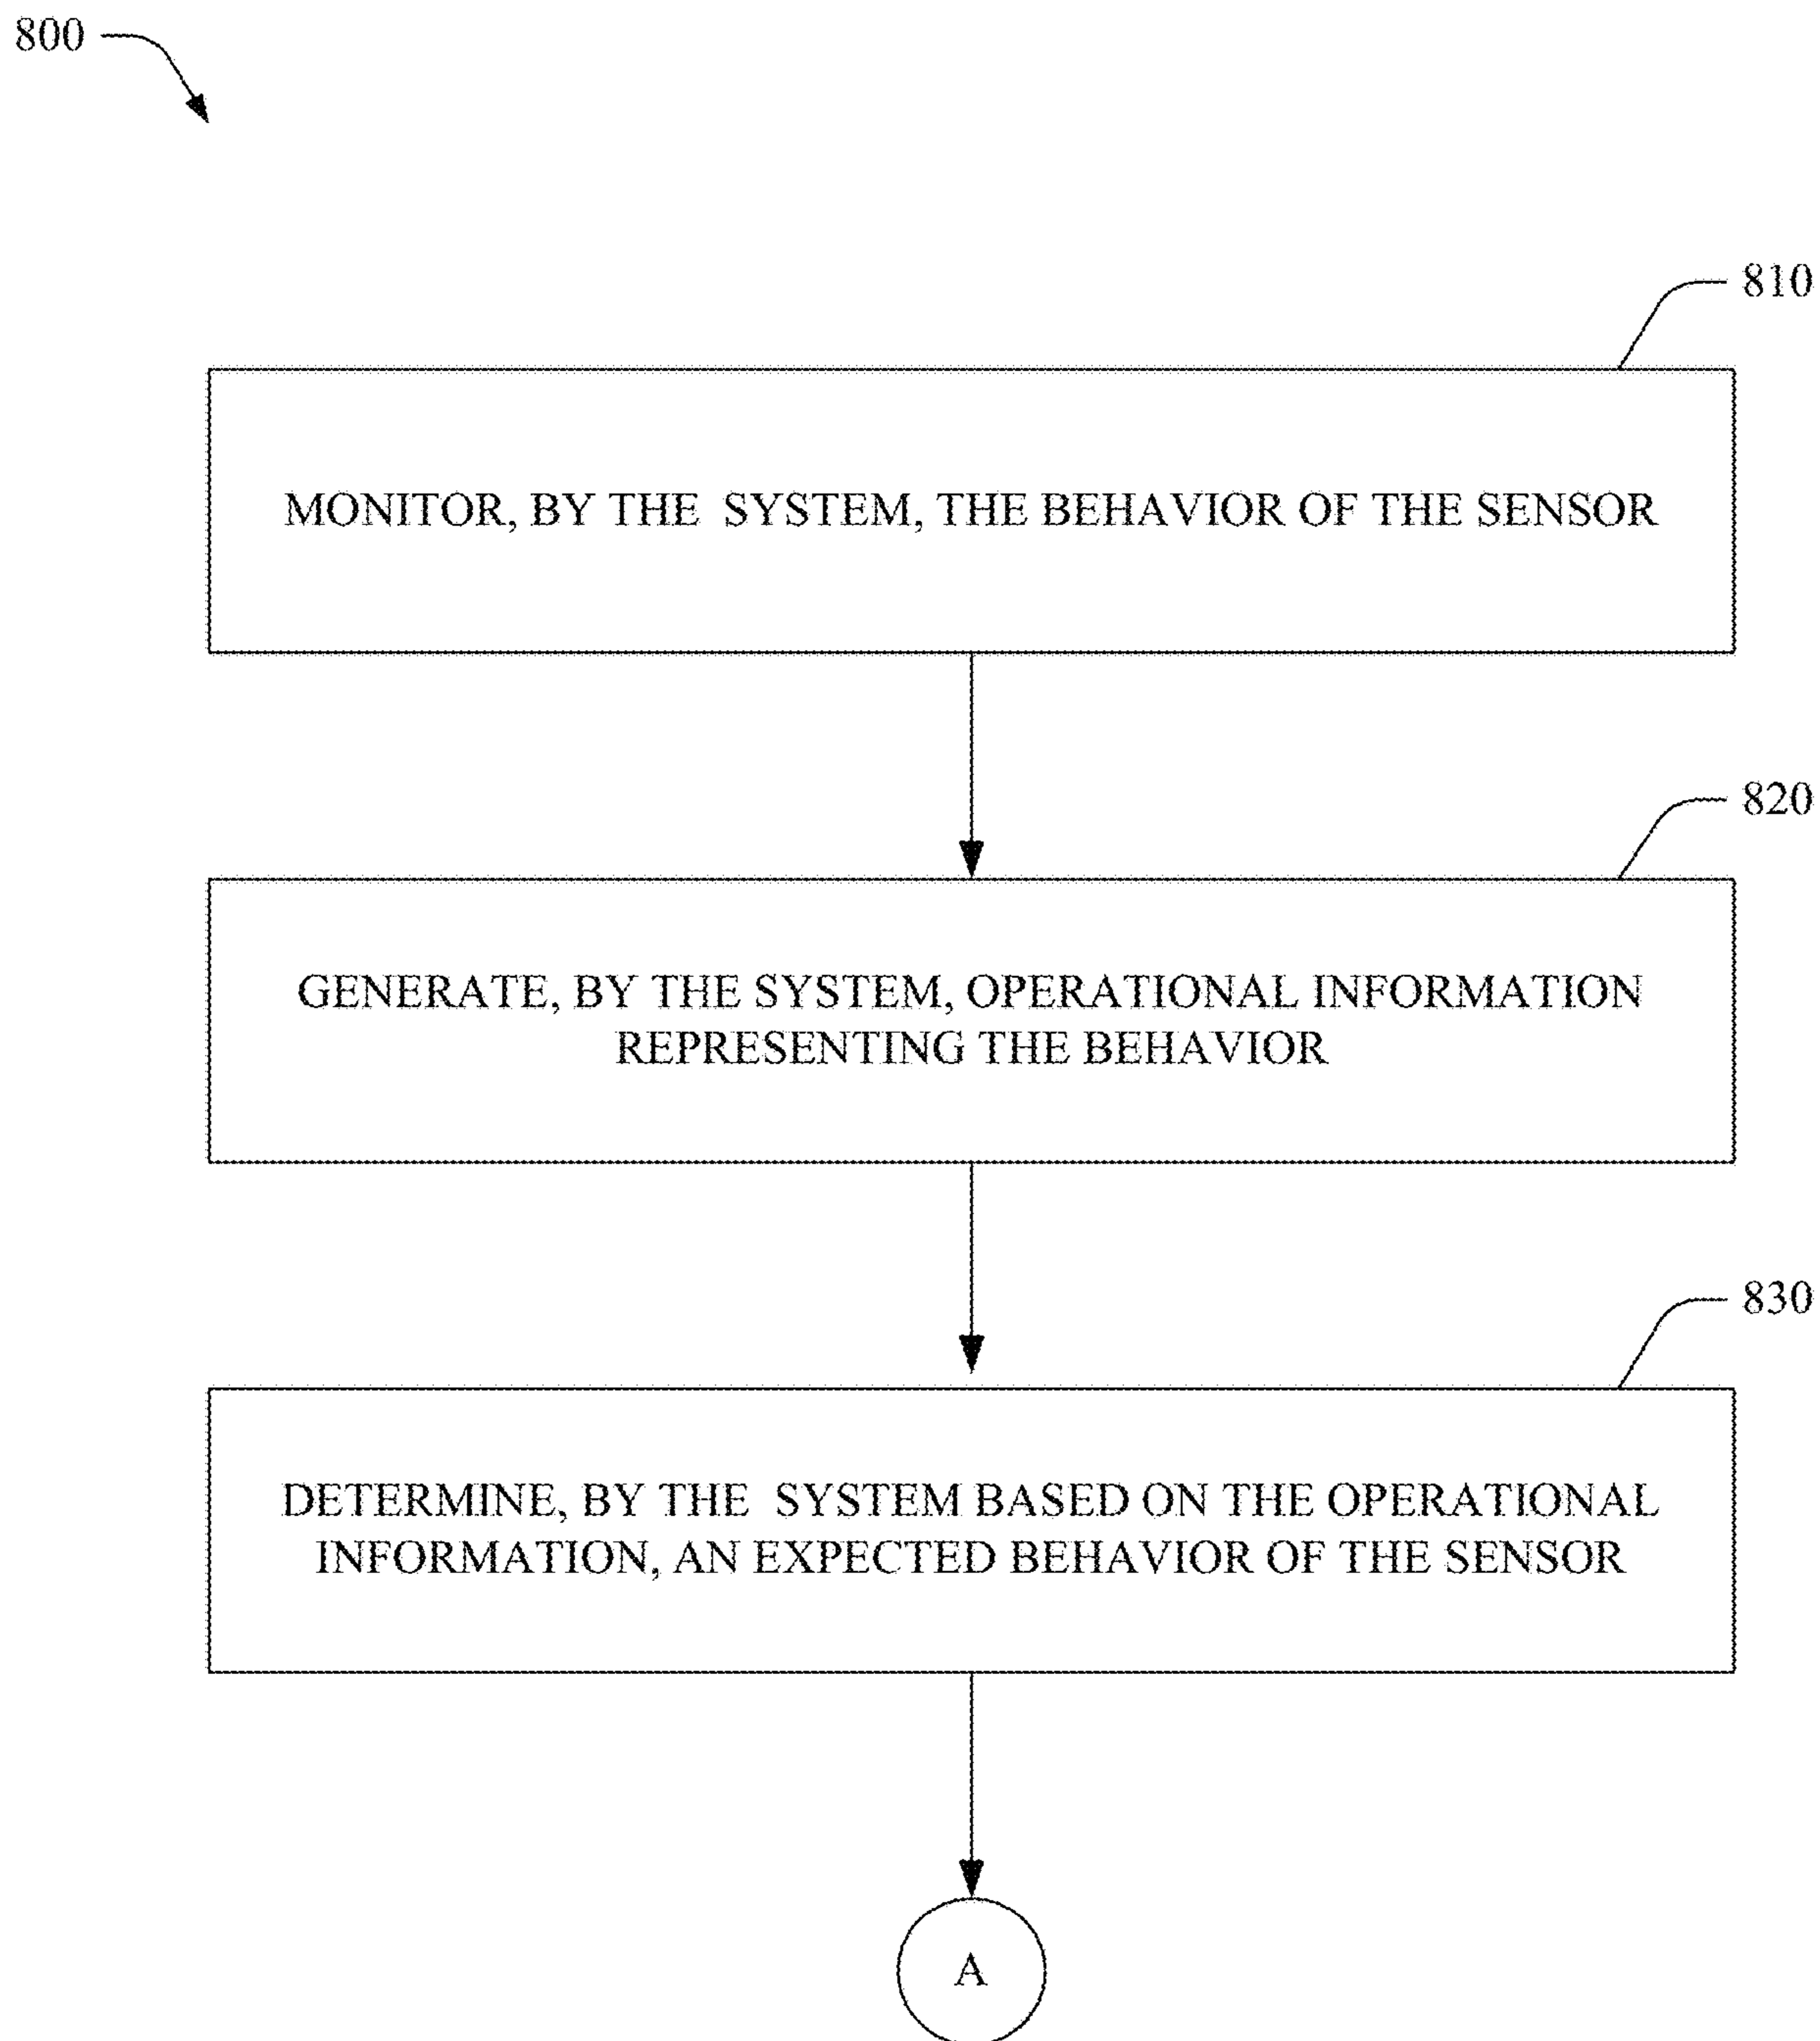 800
810
MONITOR, BY THE SYSTEM, THE BEHAVIOR OF THE SENSOR
820
GENERATE, BY THE SYSTEM, OPERATIONAL INFORMATION
REPRESENTING THE BEHAVIOR
830
DETERMINE, BY THE SYSTEM BASED ON THE OPERATIONAL
INFORMATION, AN EXPECTED BEHAVIOR OF THE SENSOR
A